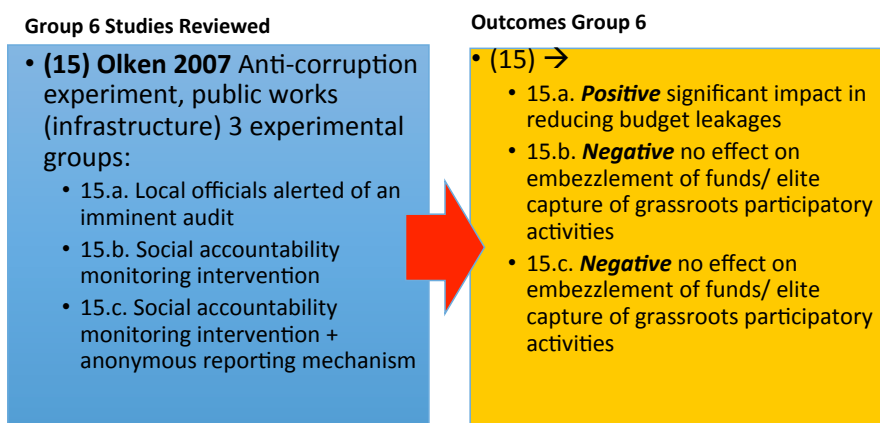 Group 6 Studies Reviewed
• (15) Olken 2007 Anti-corruption
experiment, public works
(infrastructure) 3 experimental
groups:
• 15.a. Local officials alerted of an
imminent audit
• 15.b. Social accountability
monitoring intervention
• 15.c. Social accountability
monitoring intervention +
anonymous reporting mechanism
Outcomes Group 6
• (15) →
• 15.a. Positive significant impact in
reducing budget leakages
• 15.b. Negative no effect on
embezzlement of funds/ elite
capture of grassroots participatory
activities
• 15.c. Negative no effect on
embezzlement of funds/ elite
capture of grassroots participatory
activities